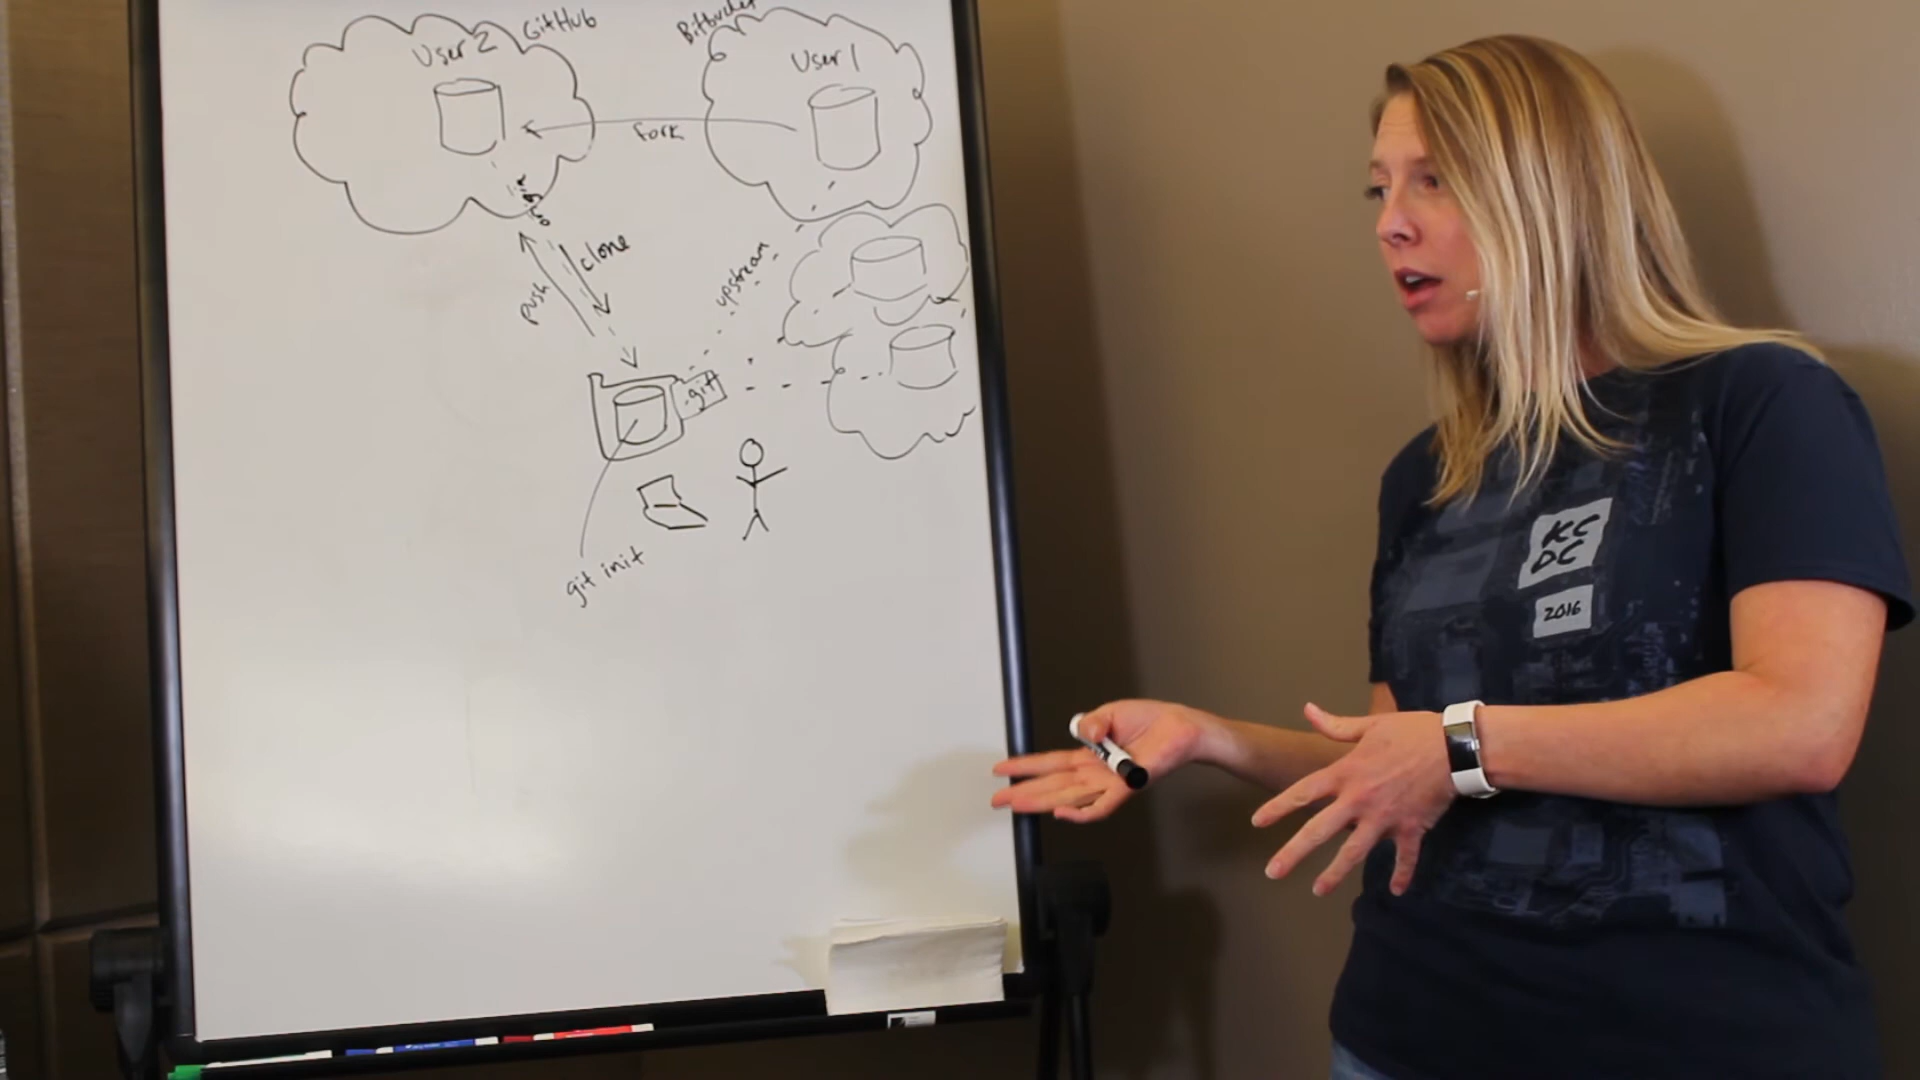 GitHub
Bitbucket
User 2
User 1
fork
origin
clone
push
upstream
.git
git init
KC
DC
2016